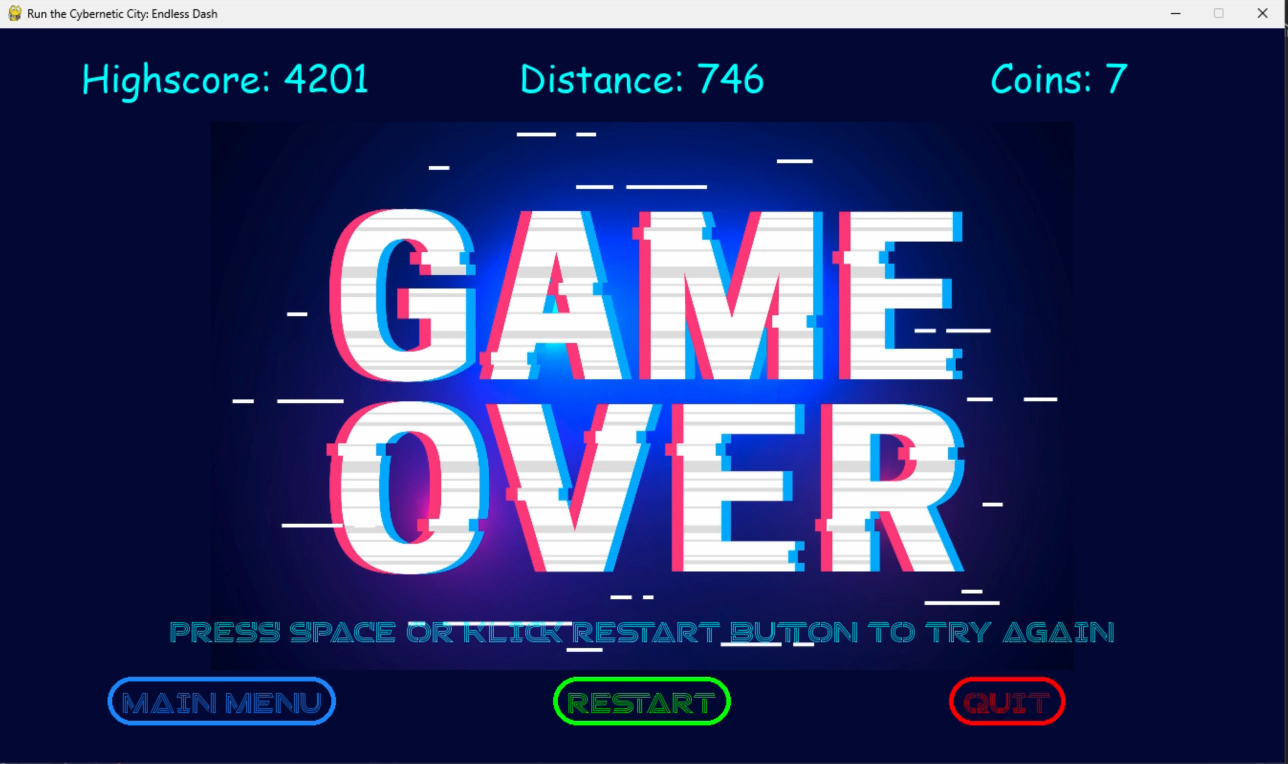 Run the Cybernetic City: Endless Dash
Highscore: 4201 Distance: 746 Coins: 7
GAME
OVER
PRESS SPACE OR KLICK RESTART BUTTON TO TRY AGAIN
MAIN MENU RESTART QUIT